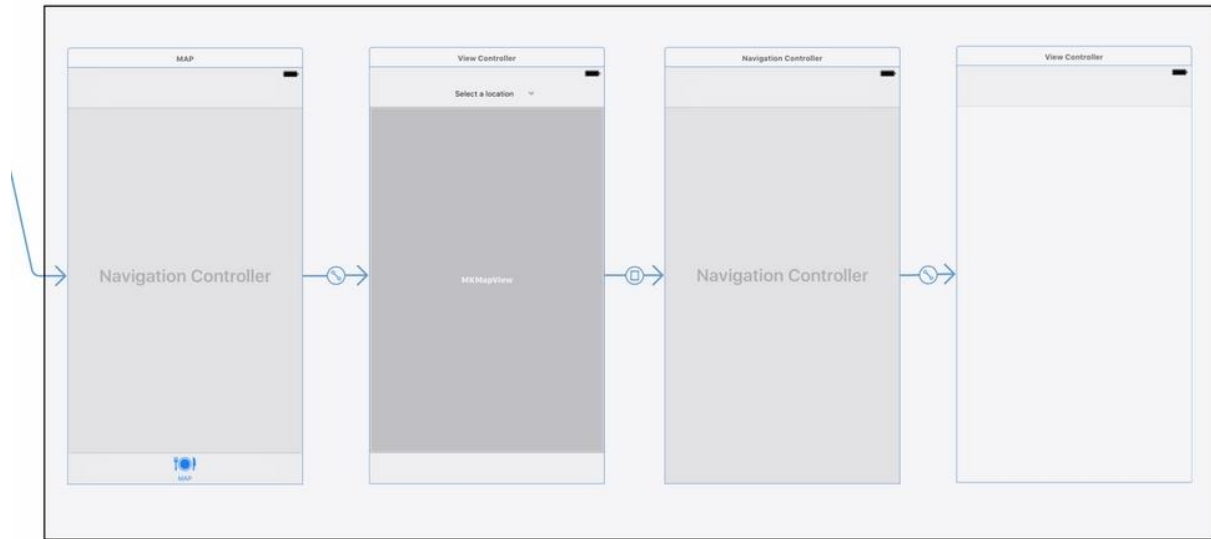 MAP
View Controller
Navigation Controller
View Controller
Select a location
Navigation Controller
MKMapView
Navigation Controller
MAP